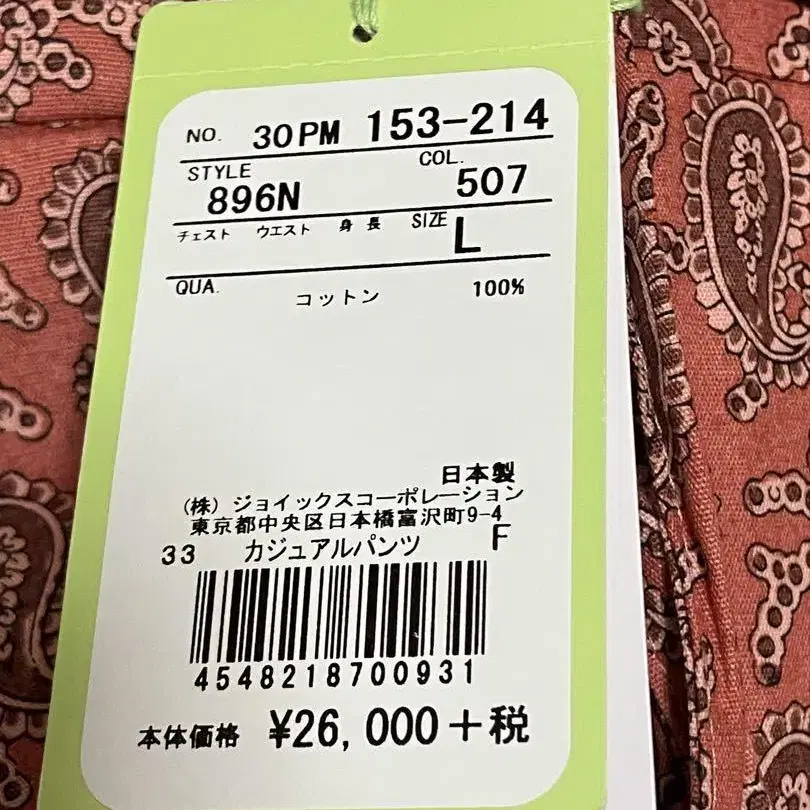 NO. 30PM 153-214
STYLE COL.
896N 507
チェスト ウエスト 身長 SIZE L
QUA. コットン 100%
日本製
(株) ジョイックスコーポレーション
東京都中央区日本橋富沢町9-4
33 カジュアルパンツ F
4548218700931
本体価格 ¥26,000+税